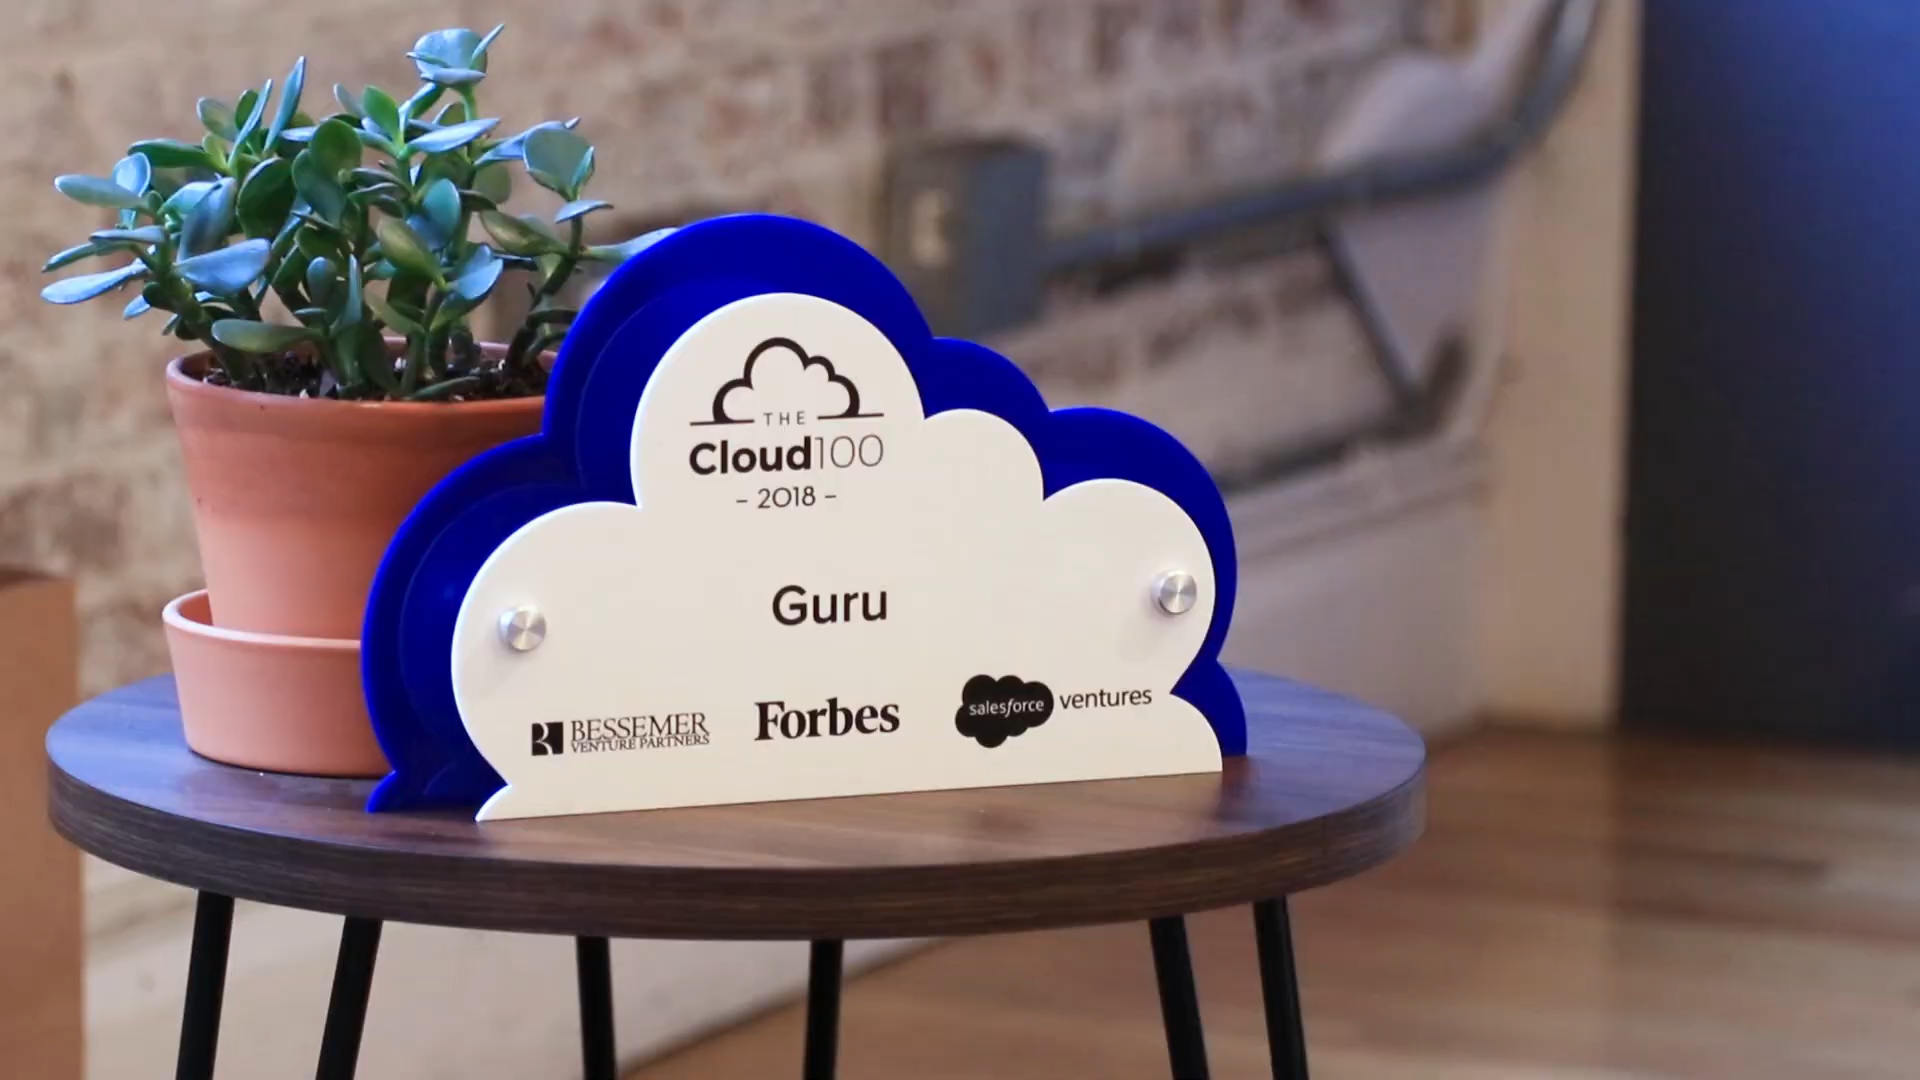 THE
Cloud100
- 2018 -
Guru
BESSEMER
VENTURE PARTNERS
Forbes
salesforce ventures